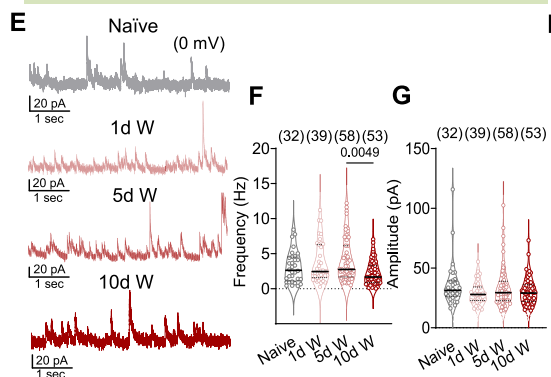 E
Naïve
(0 mV)
20 pA
1 sec
1d W
20 pA
1 sec
5d W
20 pA
1 sec
10d W
20 pA
1 sec
F
(32) (39) (58) (53)
0.0049
20
15
10
5
0
Frequency (Hz)
Naive
1d W
5d W
10d W
G
(32) (39) (58) (53)
150
100
50
0
Amplitude (pA)
Naive
1d W
5d W
10d W